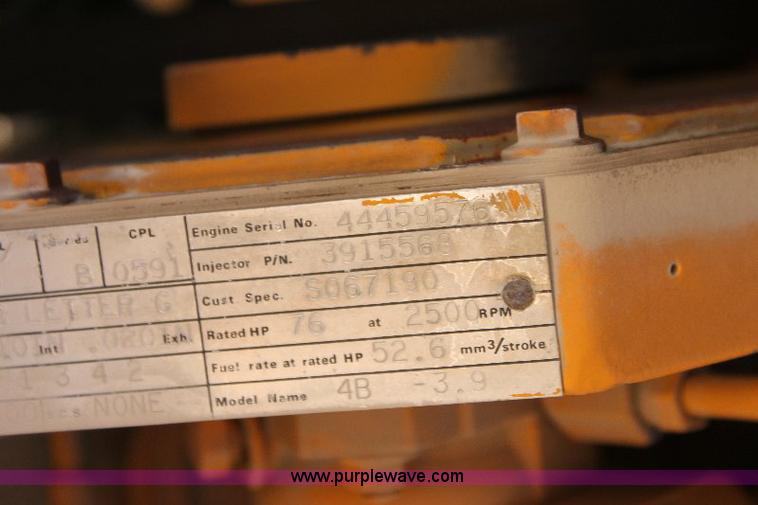 Series CPL
B 0591
LETTER G
Int .020IN Exh.
1 3 4 2
NONE
Engine Serial No. 44459576
Injector P/N. 3915568
Cust Spec. S067190
Rated HP 76 at 2500 RPM
Fuel rate at rated HP 52.6 mm3/stroke
Model Name 4B -3.9
www.purplewave.com